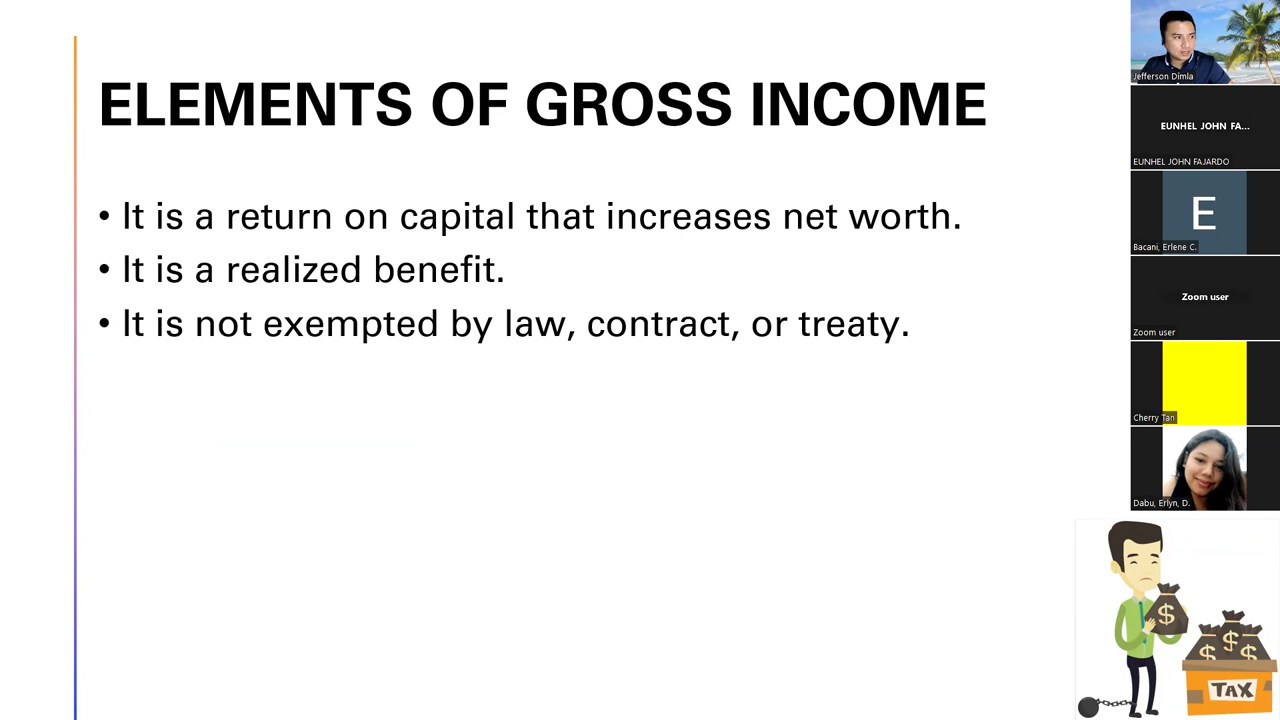 ELEMENTS OF GROSS INCOME
• It is a return on capital that increases net worth.
• It is a realized benefit.
• It is not exempted by law, contract, or treaty.
Jefferson Dimla
EUNHEL JOHN FA...
EUNHEL JOHN FAJARDO
E
Bacani, Erlene C.
Zoom user
Zoom user
Cherry Tan
Dabu, Erlyn, D.
$
$
$ $
TAX